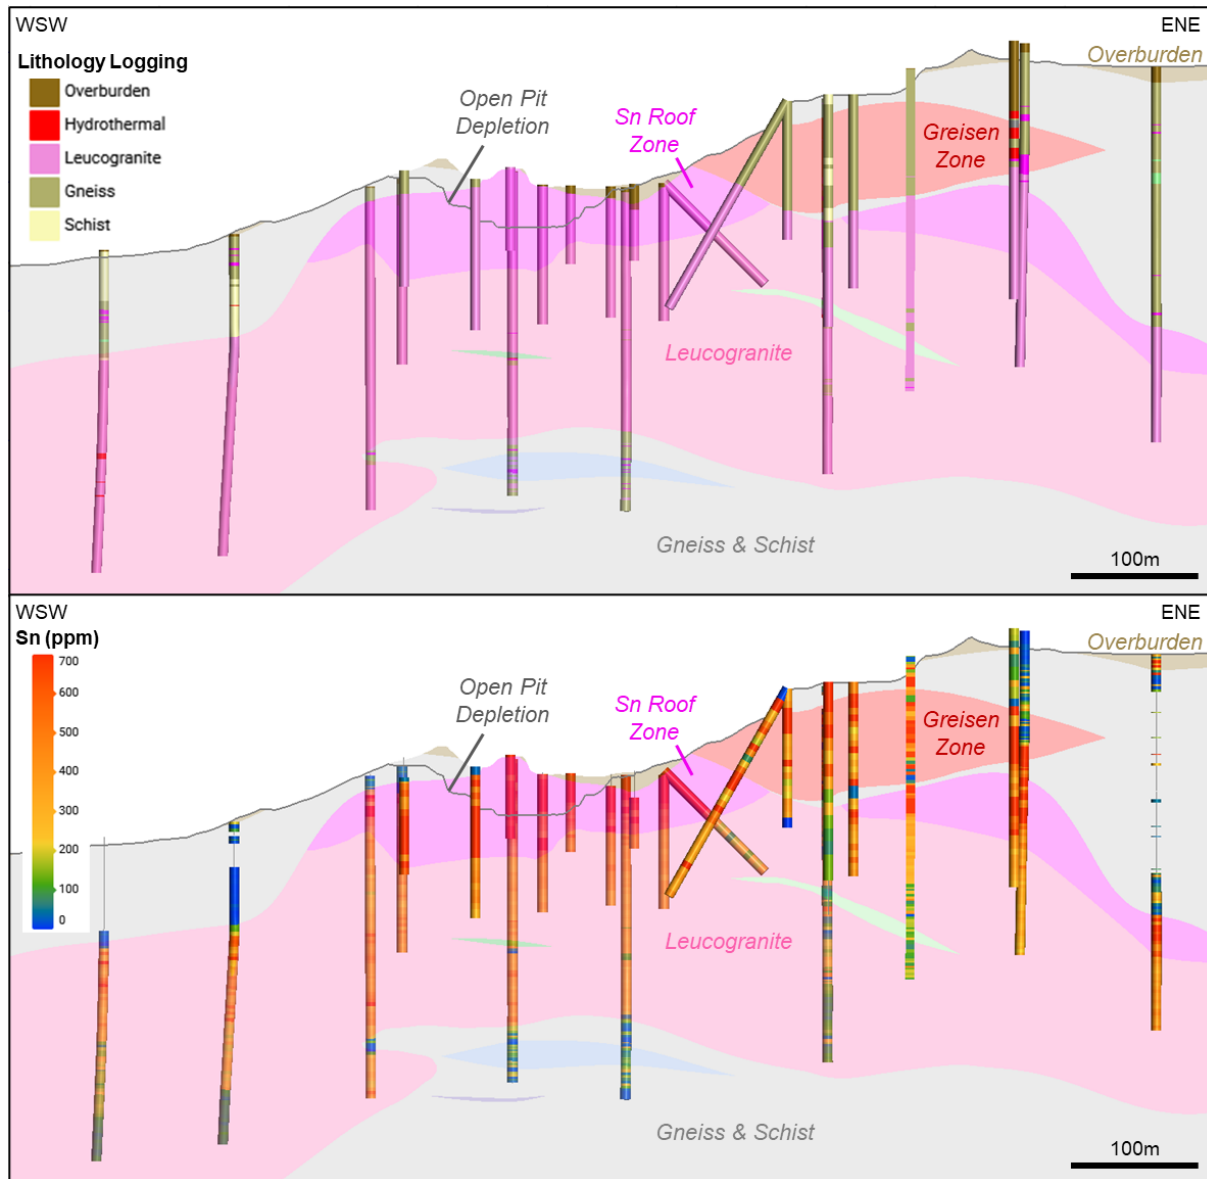 WSW
ENE
Lithology Logging
Overburden
Hydrothermal
Leucogranite
Gneiss
Schist
Open Pit
Depletion
Sn Roof
Zone
Overburden
Greisen
Zone
Leucogranite
Gneiss & Schist
100m
WSW
ENE
Sn (ppm)
700
600
500
400
300
200
100
0
Open Pit
Depletion
Sn Roof
Zone
Overburden
Greisen
Zone
Leucogranite
Gneiss & Schist
100m